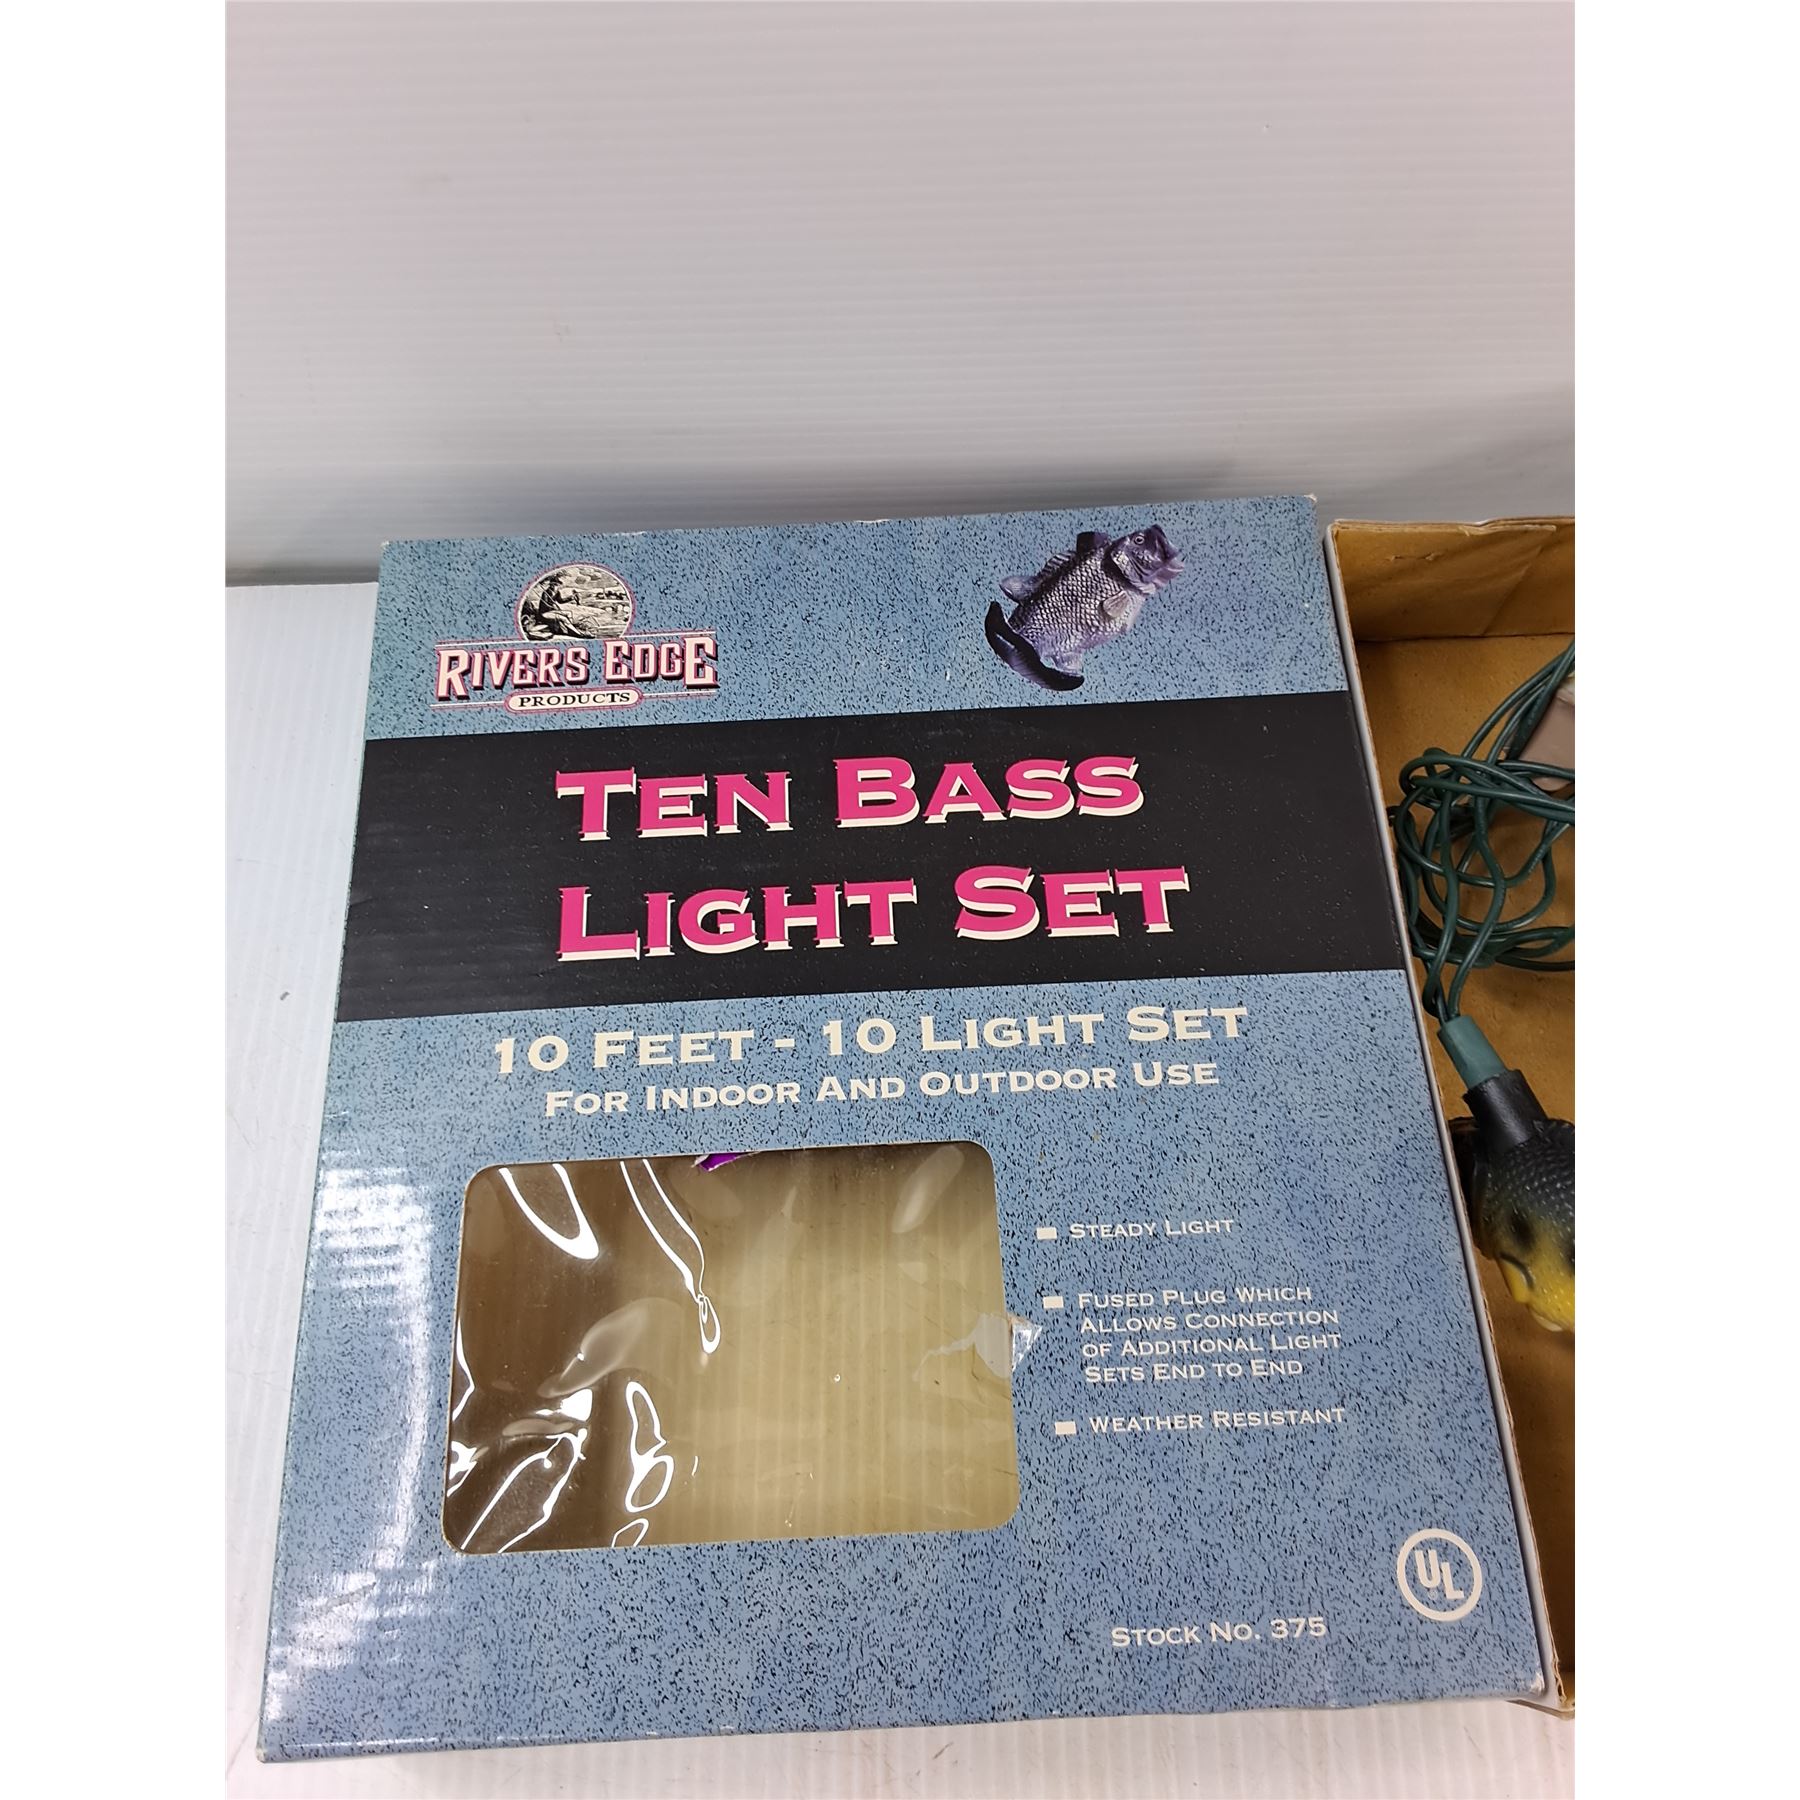 RIVERS EDGE
PRODUCTS
TEN BASS
LIGHT SET
10 FEET - 10 LIGHT SET
FOR INDOOR AND OUTDOOR USE
STEADY LIGHT
FUSED PLUG WHICH
ALLOWS CONNECTION
OF ADDITIONAL LIGHT
SETS END TO END
WEATHER RESISTANT
UL
STOCK NO. 375